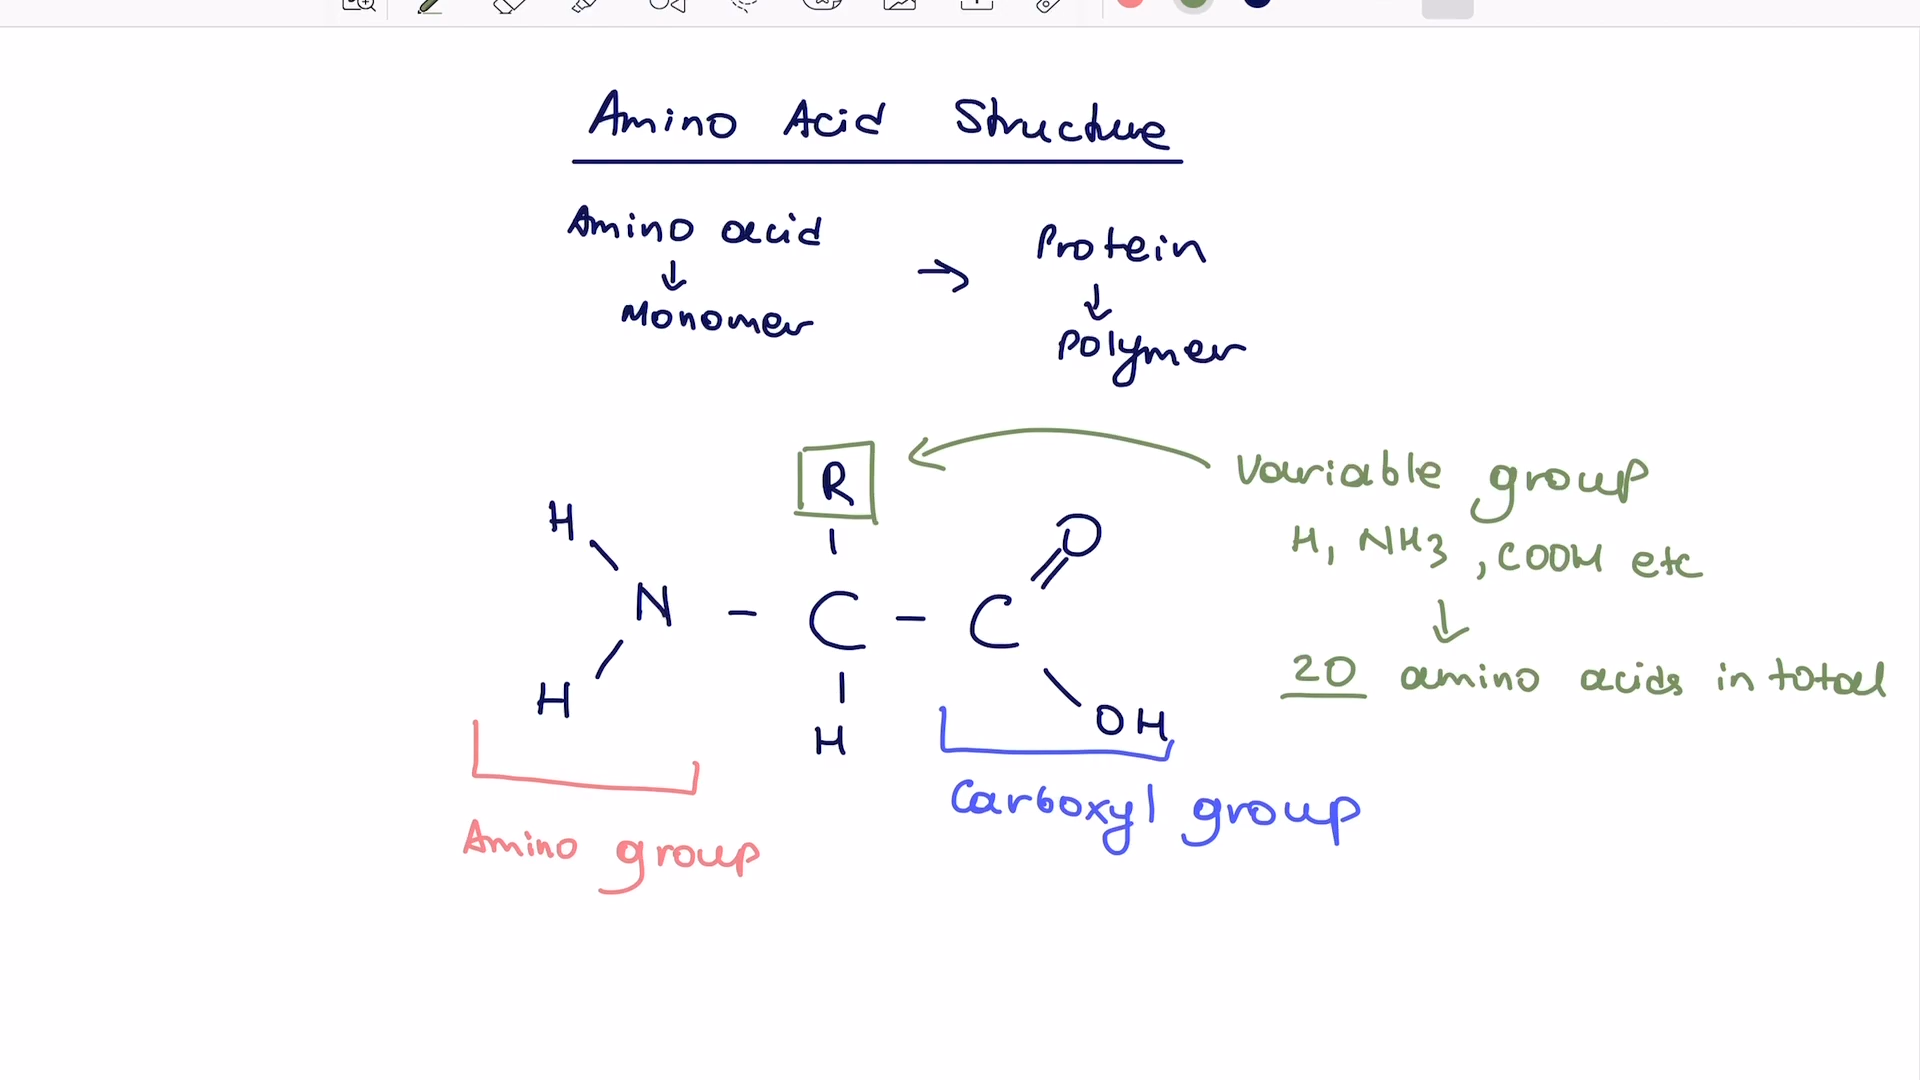 Amino Acid Structure
Amino acid → Protein
↓ ↓
Monomer Polymer
R
Variable group
H, NH3, COOH etc
↓
20 amino acids in total
H O
N - C - C
H H OH
Carboxyl group
Amino group